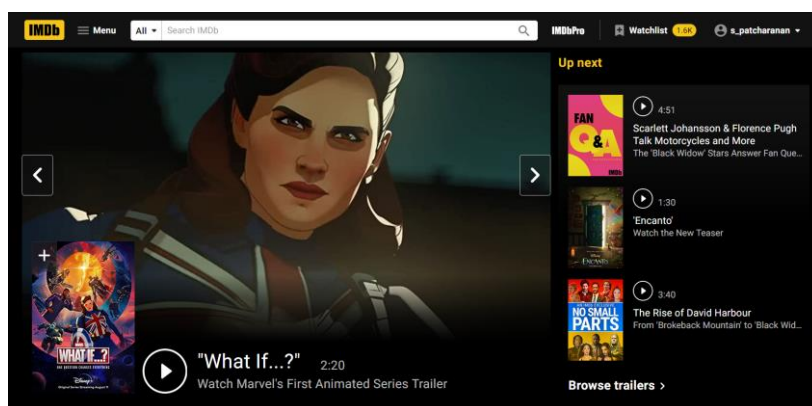 IMDb Menu All Search IMDb IMDbPro Watchlist 1.6K s_patcharanan
Up next
FAN
Q&A
IMDb
4:51
Scarlett Johansson & Florence Pugh
Talk Motorcycles and More
The 'Black Widow' Stars Answer Fan Que...
ENCANTO
1:30
'Encanto'
Watch the New Teaser
NO SMALL
PARTS
3:40
The Rise of David Harbour
From 'Brokeback Mountain' to 'Black Wid...
WHAT IF...?
Disney+
"What If...?" 2:20
Watch Marvel's First Animated Series Trailer
Browse trailers